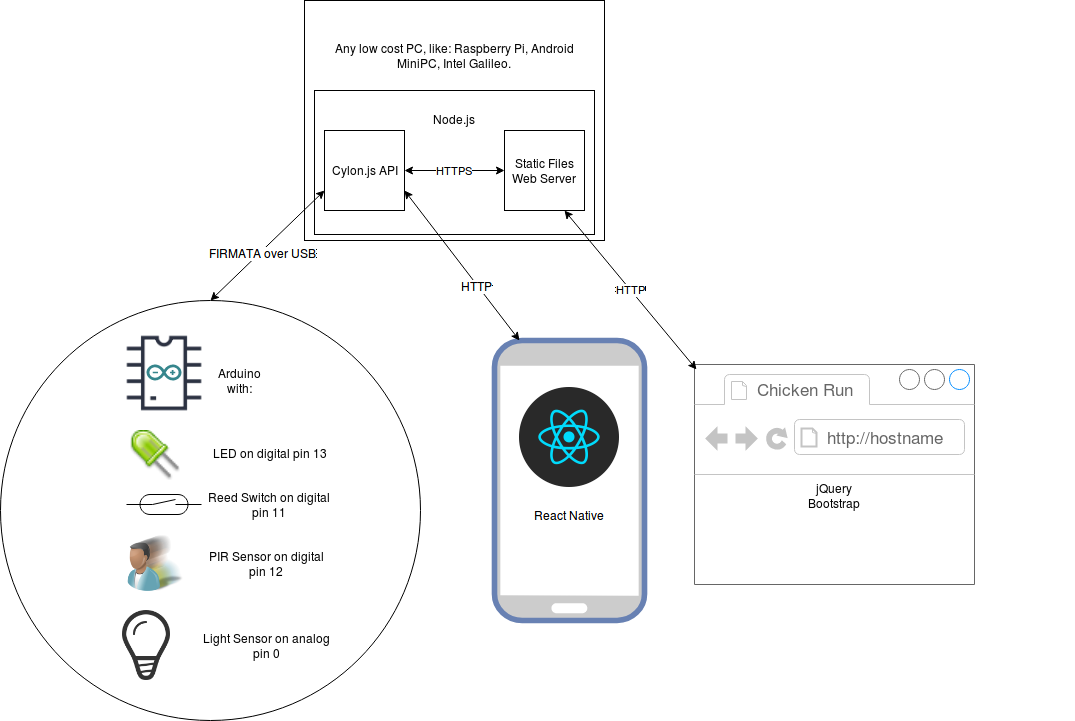 Any low cost PC, like: Raspberry Pi, Android
MiniPC, Intel Galileo.
Node.js
Cylon.js API
HTTPS
Static Files
Web Server
FIRMATA over USB
HTTP
HTTP
Arduino
with:
LED on digital pin 13
Reed Switch on digital
pin 11
PIR Sensor on digital
pin 12
Light Sensor on analog
pin 0
React Native
Chicken Run
http://hostname
jQuery
Bootstrap